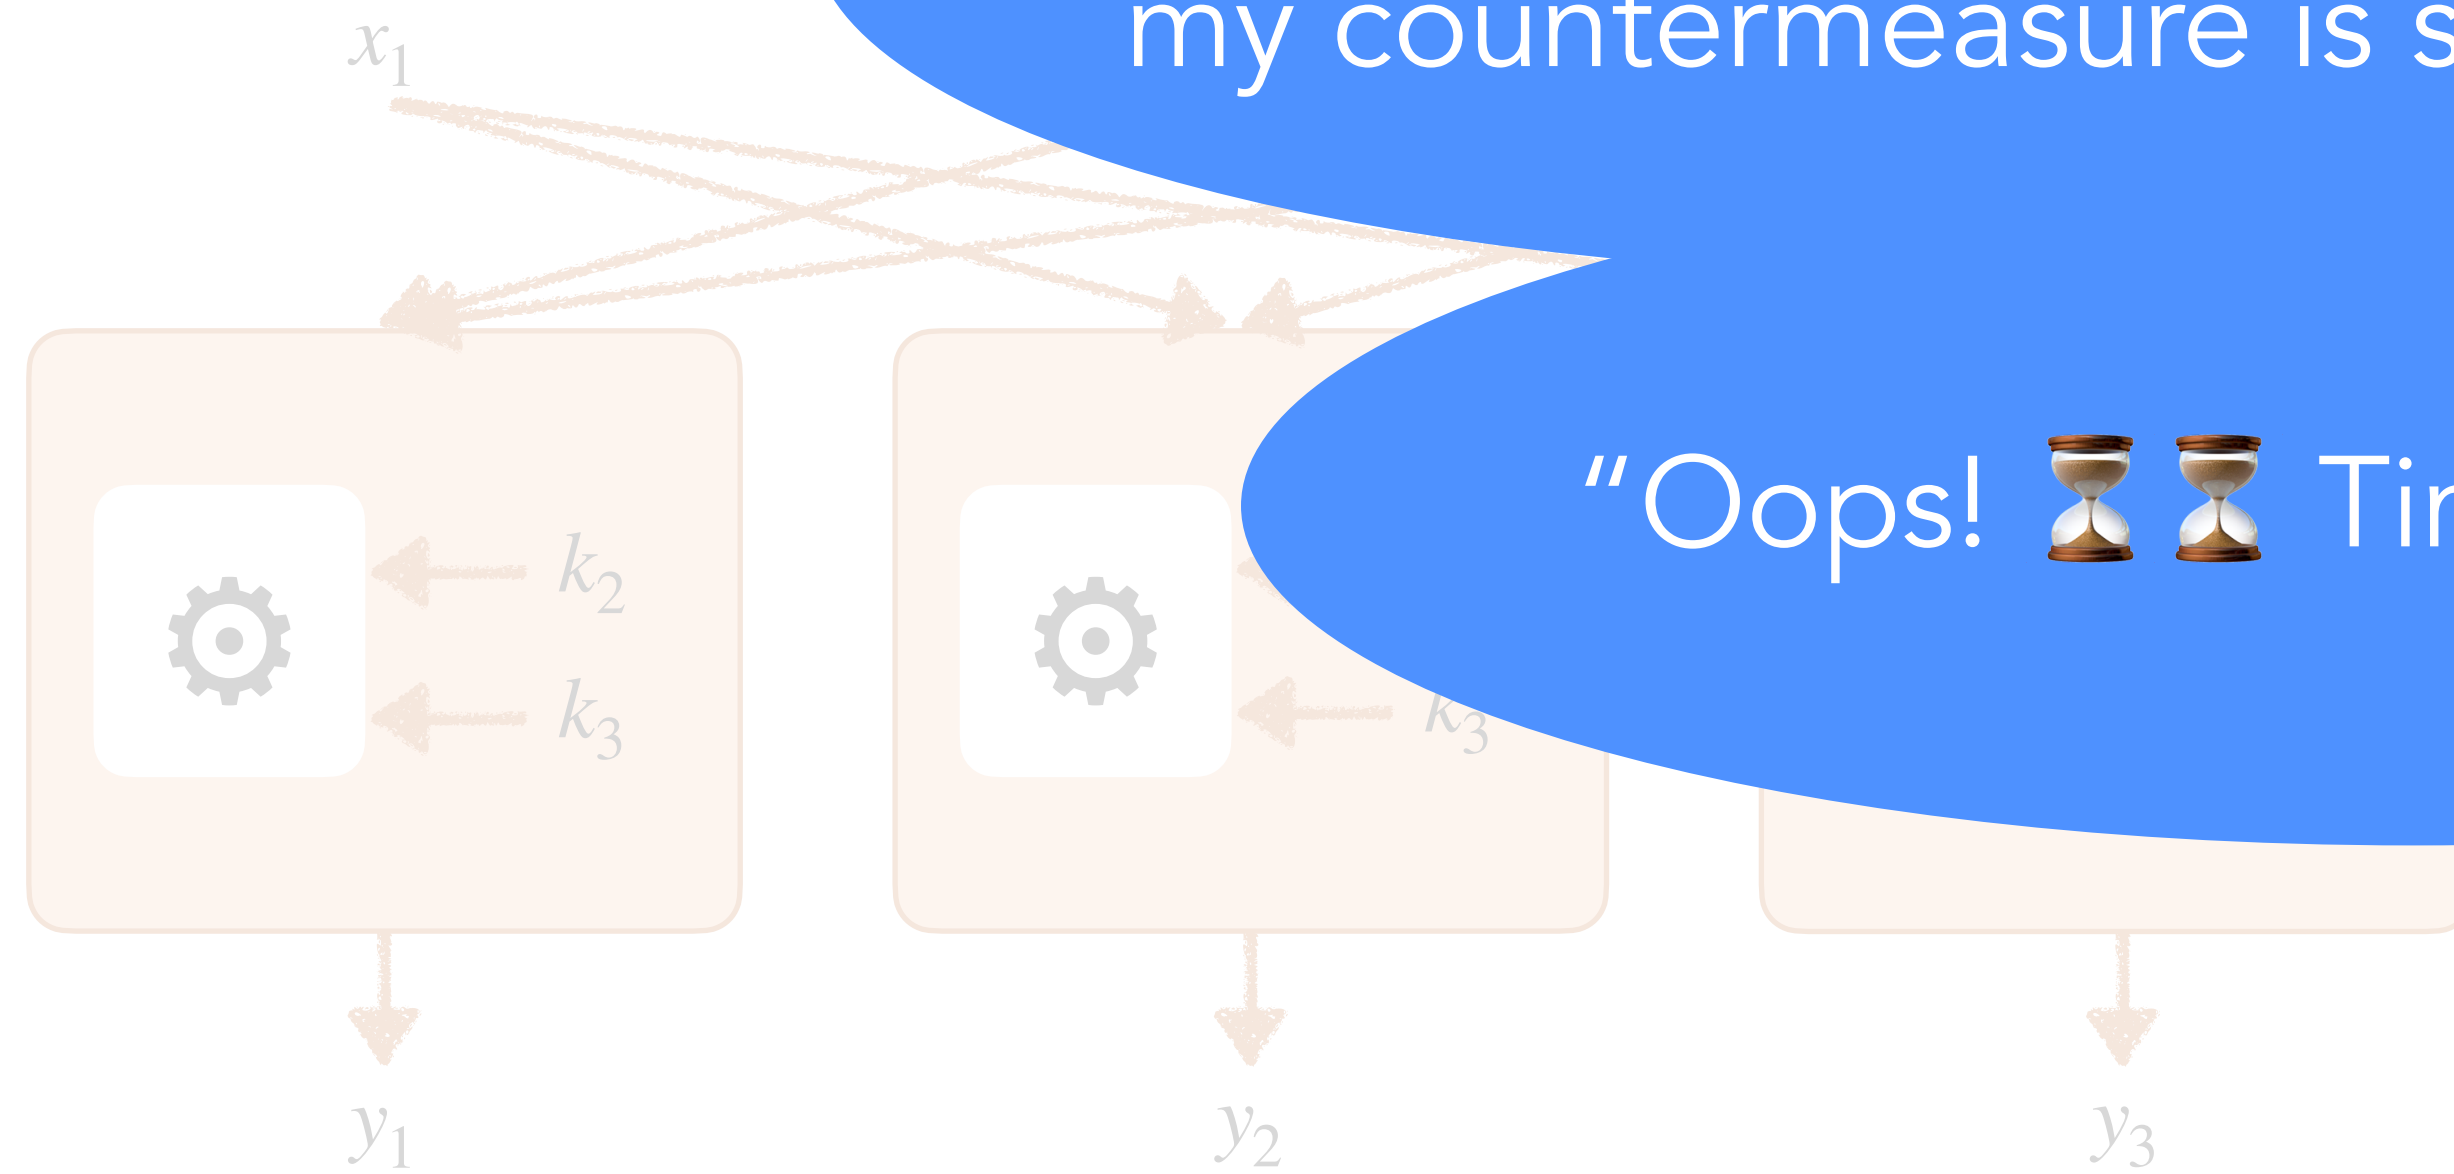 x₁
my countermeasure is
“Oops! ⌛⌛
k₂
k₃ k₃
y₁ y₂ y₃